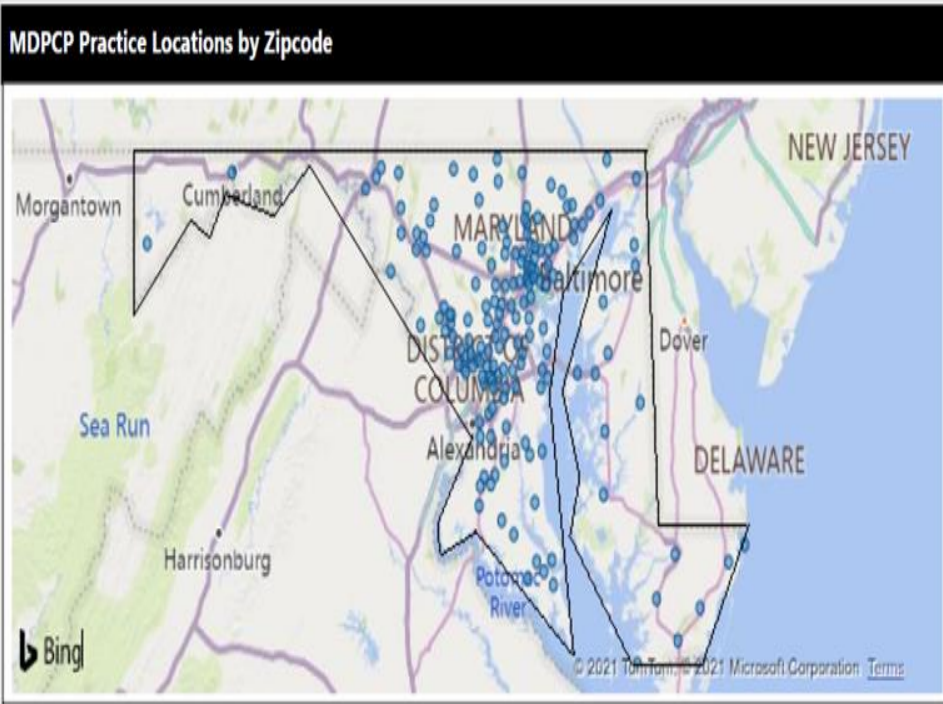 MDPCP Practice Locations by Zipcode
NEW JERSEY
Morgantown
Cumberland
MARYLAND
Baltimore
DISTRICT OF
COLUMBIA
Dover
Sea Run
Alexandria
DELAWARE
Harrisonburg
Potomac
River
Bing
© 2021 TomTom, © 2021 Microsoft Corporation Terms